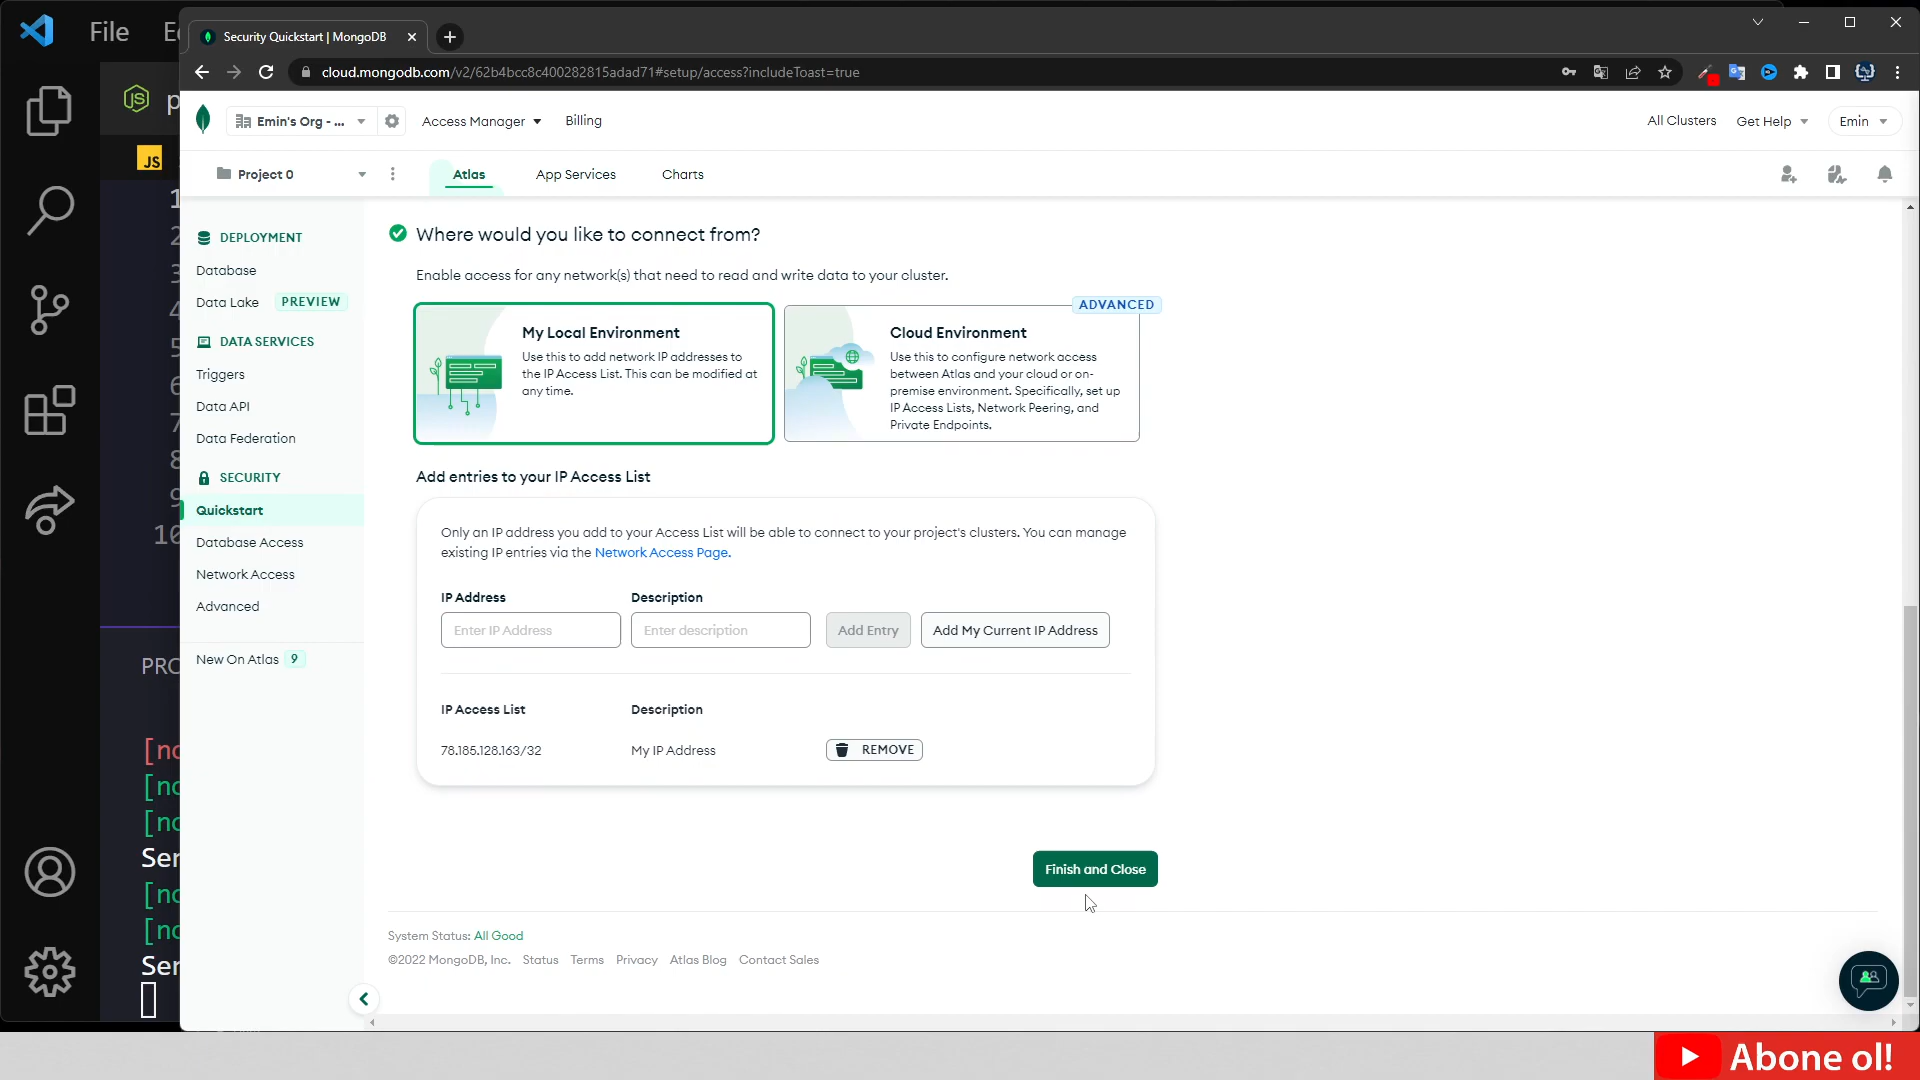 File
Security Quickstart | MongoDB
cloud.mongodb.com/v2/62b4bcc8c400282815adad71#setup/access?includeToast=true
Emin's Org - ...
Access Manager
Billing
All Clusters
Get Help
Emin
Project 0
Atlas
App Services
Charts
JS
1
2
3
4
5
6
7
8
9
10
DEPLOYMENT
Database
Data Lake PREVIEW
DATA SERVICES
Triggers
Data API
Data Federation
SECURITY
Quickstart
Database Access
Network Access
Advanced
New On Atlas 9
Where would you like to connect from?
Enable access for any network(s) that need to read and write data to your cluster.
My Local Environment
Use this to add network IP addresses to
the IP Access List. This can be modified at
any time.
ADVANCED
Cloud Environment
Use this to configure network access
between Atlas and your cloud or on-
premise environment. Specifically, set up
IP Access Lists, Network Peering, and
Private Endpoints.
Add entries to your IP Access List
Only an IP address you add to your Access List will be able to connect to your project's clusters. You can manage
existing IP entries via the Network Access Page.
IP Address
Description
Enter IP Address
Enter description
Add Entry
Add My Current IP Address
IP Access List
Description
78.185.128.163/32
My IP Address
REMOVE
Finish and Close
System Status: All Good
©2022 MongoDB, Inc. Status Terms Privacy Atlas Blog Contact Sales
Abone ol!